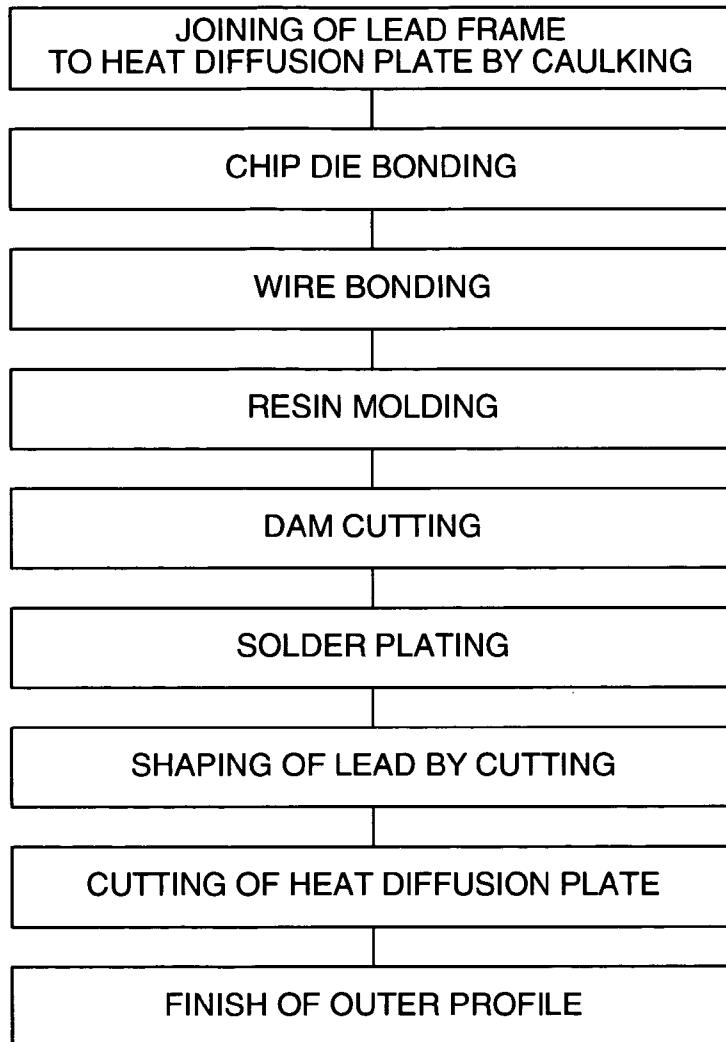 JOINING OF LEAD FRAME
TO HEAT DIFFUSION PLATE BY CAULKING
CHIP DIE BONDING
WIRE BONDING
RESIN MOLDING
DAM CUTTING
SOLDER PLATING
SHAPING OF LEAD BY CUTTING
CUTTING OF HEAT DIFFUSION PLATE
FINISH OF OUTER PROFILE